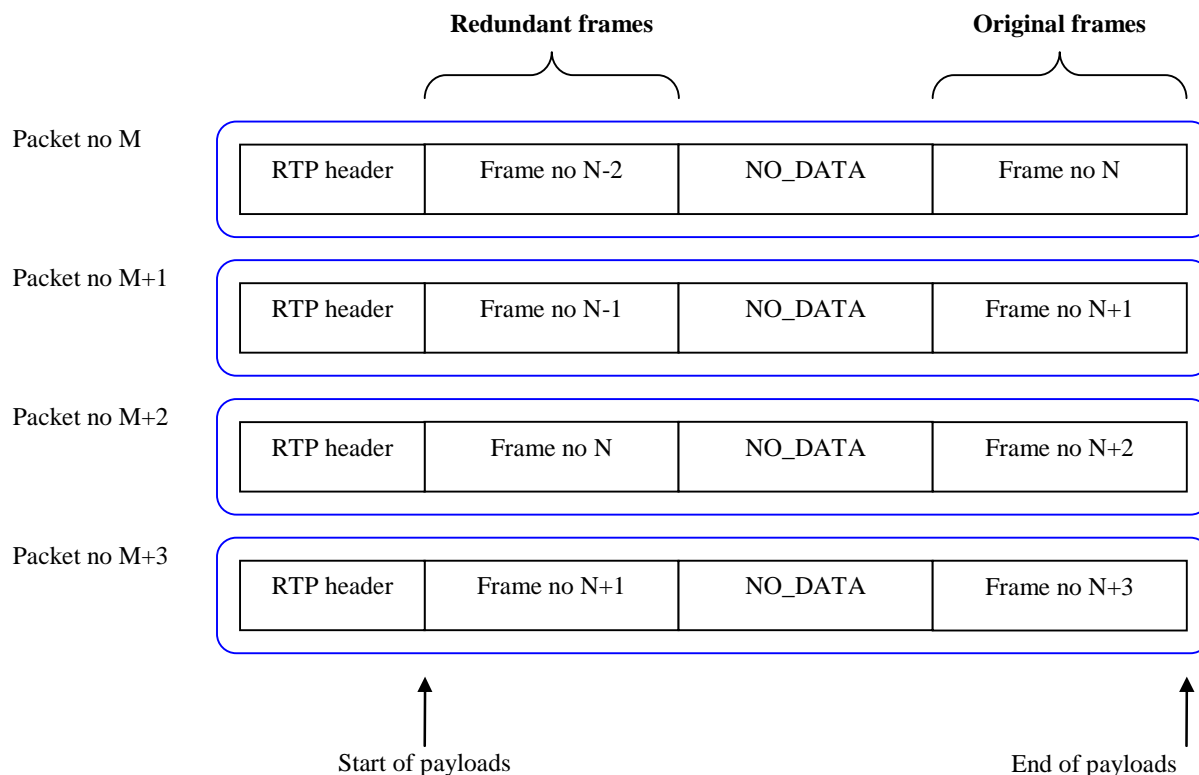 Redundant frames Original frames
Packet no M
RTP header Frame no N-2 NO_DATA Frame no N
Packet no M+1
RTP header Frame no N-1 NO_DATA Frame no N+1
Packet no M+2
RTP header Frame no N NO_DATA Frame no N+2
Packet no M+3
RTP header Frame no N+1 NO_DATA Frame no N+3
Start of payloads End of payloads